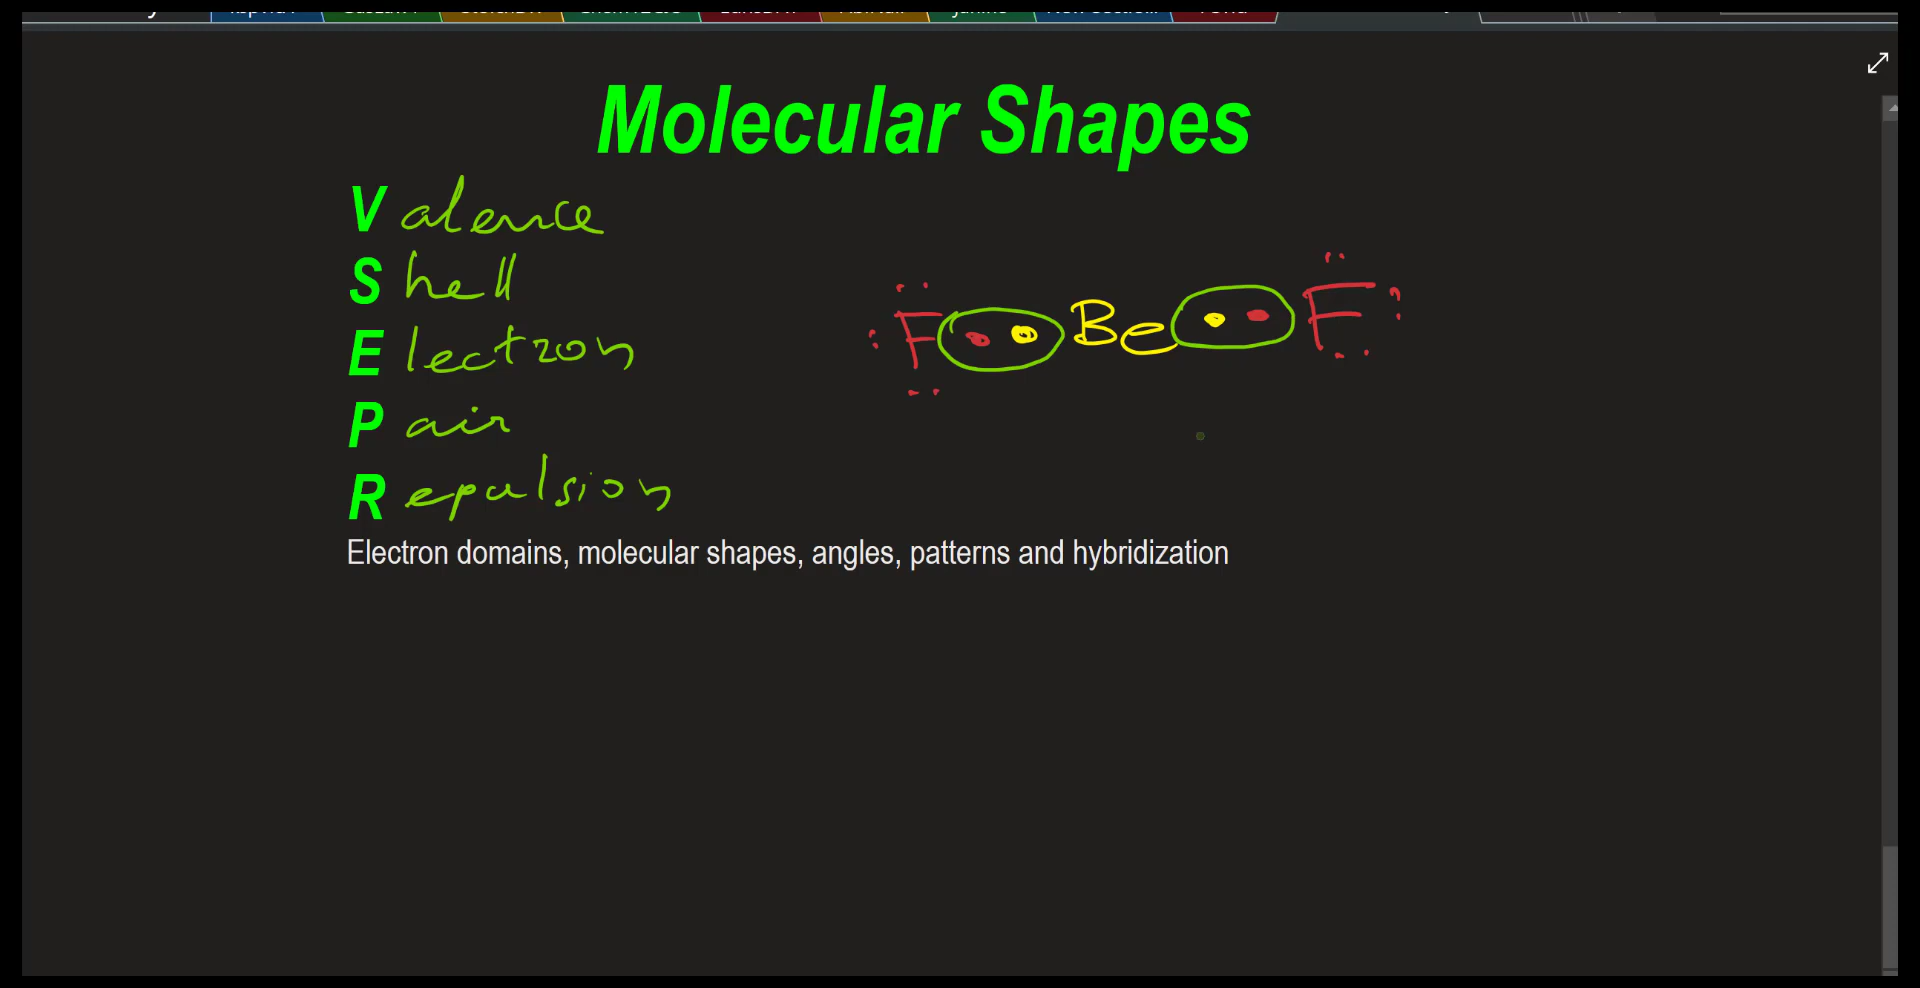 Molecular Shapes
Valence
Shell
Electron
Pair
Repulsion
F Be F
Electron domains, molecular shapes, angles, patterns and hybridization